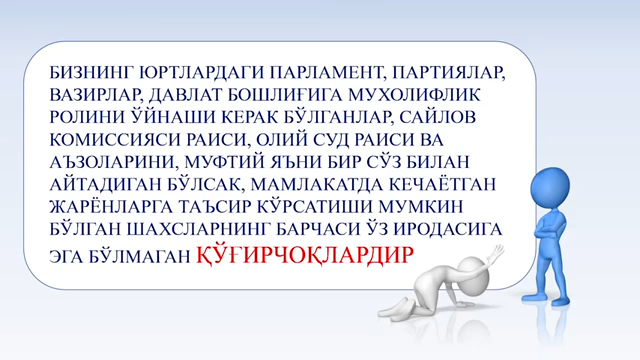 БИЗНИНГ ЮРТЛАРДАГИ ПАРЛАМЕНТ, ПАРТИЯЛАР,
ВАЗИРЛАР, ДАВЛАТ БОШЛИҒИГА МУХОЛИФЛИК
РОЛИНИ ЎЙНАШИ КЕРАК БЎЛГАНЛАР, САЙЛОВ
КОМИССИЯСИ РАИСИ, ОЛИЙ СУД РАИСИ ВА
АЪЗОЛАРИНИ, МУФТИЙ ЯЪНИ БИР СЎЗ БИЛАН
АЙТАДИГАН БЎЛСАК, МАМЛАКАТДА КЕЧАЁТГАН
ЖАРЁНЛАРГА ТАЪСИР КЎРСАТИШИ МУМКИН
БЎЛГАН ШАХСЛАРНИНГ БАРЧАСИ ЎЗ ИРОДАСИГА
ЭГА БЎЛМАГАН ҚЎҒИРЧОҚЛАРДИР